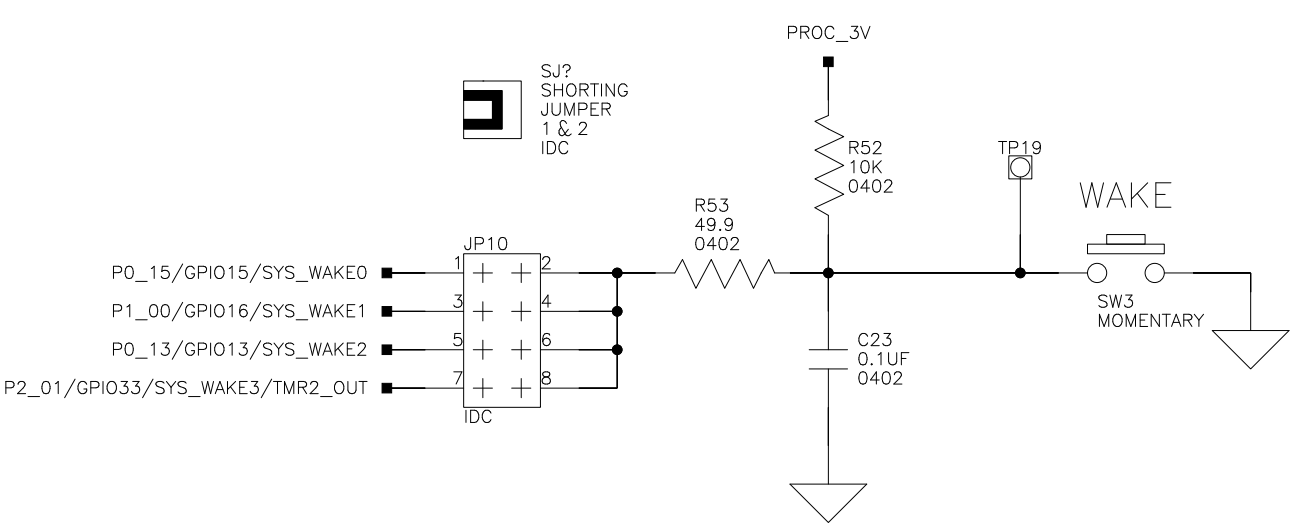 PROC_3V
SJ?
SHORTING
JUMPER
1 & 2
IDC
R52
10K
0402
TP19
WAKE
R53
49.9
0402
JP10
P0_15/GPIO15/SYS_WAKE0
1
2
P1_00/GPIO16/SYS_WAKE1
3
4
P0_13/GPIO13/SYS_WAKE2
5
6
P2_01/GPIO33/SYS_WAKE3/TMR2_OUT
7
8
IDC
SW3
MOMENTARY
C23
0.1UF
0402